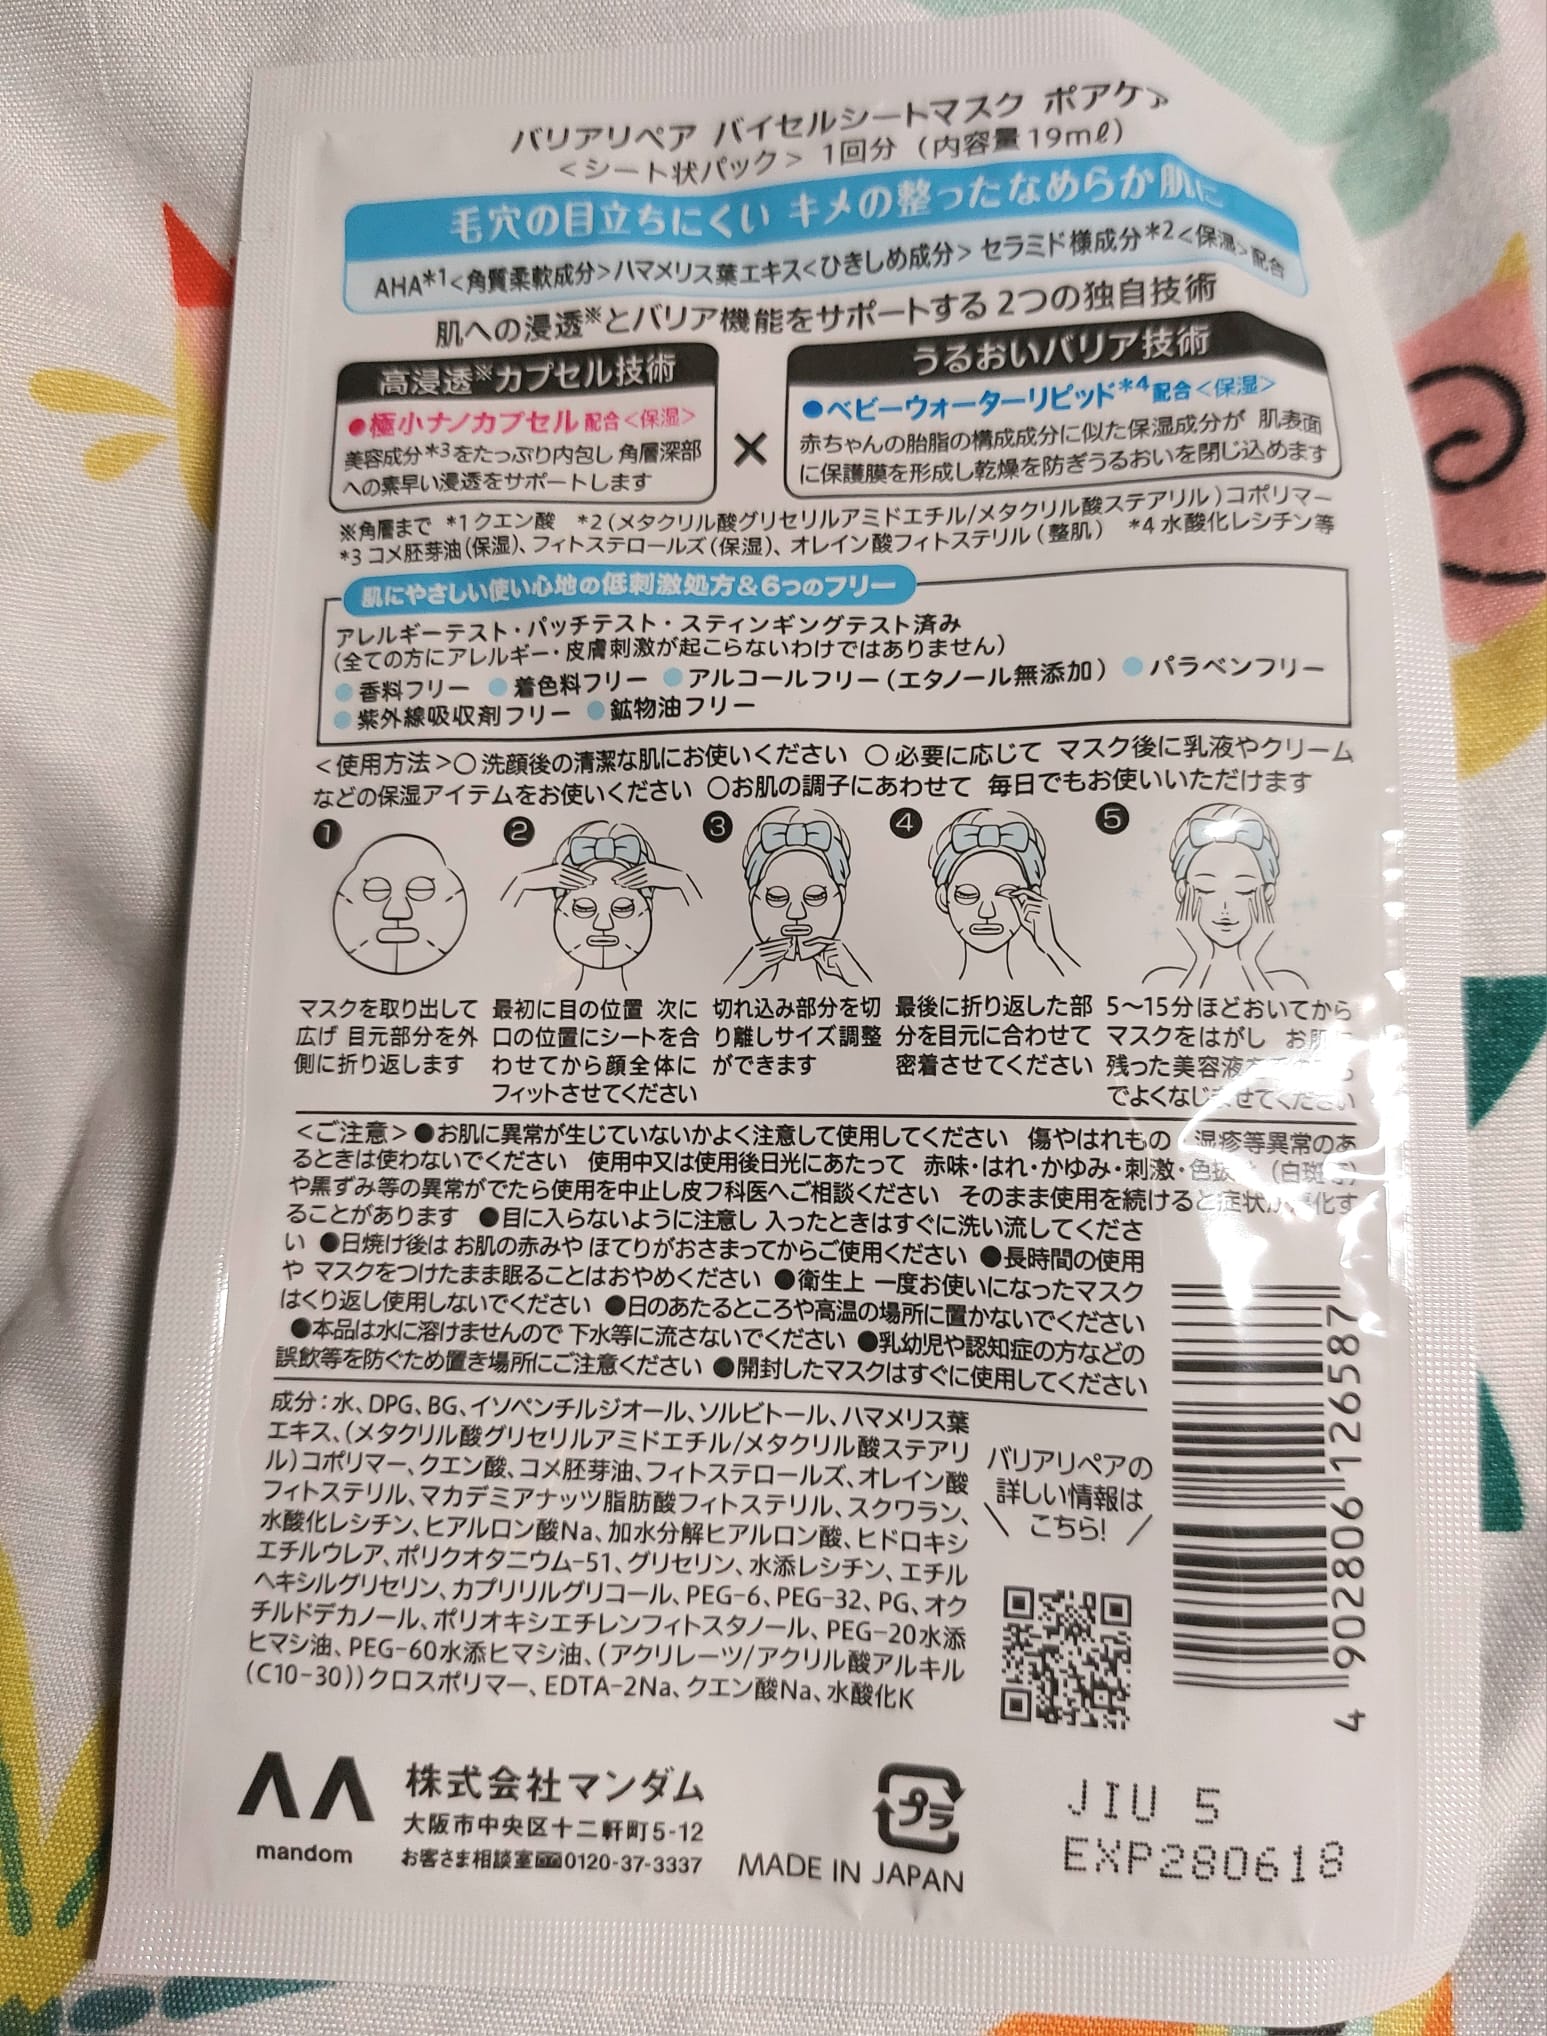 バリアリペア バイセルシートマスク ポアケア
<シート状パック> 1回分 (内容量19mℓ)
毛穴の目立ちにくい キメの整ったなめらか肌に
AHA*1<角質柔軟成分>ハマメリス葉エキス<ひきしめ成分> セラミド様成分*2<保湿>配合
肌への浸透※とバリア機能をサポートする2つの独自技術
高浸透※カプセル技術
●極小ナノカプセル 配合<保湿>
美容成分*3をたっぷり内包し 角層深部
への素早い浸透をサポートします
×
うるおいバリア技術
●ベビーウォーターリピッド*4配合<保湿>
赤ちゃんの胎脂の構成成分に似た保湿成分が 肌表面
に保護膜を形成し乾燥を防ぎうるおいを閉じ込めます
※角層まで *1クエン酸 *2(メタクリル酸グリセリルアミドエチル/メタクリル酸ステアリル)コポリマー
*3コメ胚芽油(保湿)、フィトステロールズ(保湿)、オレイン酸フィトステリル(整肌) *4水酸化レシチン等
肌にやさしい使い心地の低刺激処方&6つのフリー
アレルギーテスト・パッチテスト・スティンギングテスト済み
(全ての方にアレルギー・皮膚刺激が起こらないわけではありません)
●香料フリー ●着色料フリー ●アルコールフリー(エタノール無添加) ●パラベンフリー
●紫外線吸収剤フリー ●鉱物油フリー
<使用方法>○洗顔後の清潔な肌にお使いください ○必要に応じて マスク後に乳液やクリーム
などの保湿アイテムをお使いください ○お肌の調子にあわせて 毎日でもお使いいただけます
❶ ❷ ❸ ❹ ❺
マスクを取り出して
広げ 目元部分を外
側に折り返します
最初に目の位置 次に
口の位置にシートを合
わせてから顔全体に
フィットさせてください
切れ込み部分を切
り離しサイズ調整
ができます
最後に折り返した部
分を目元に合わせて
密着させてください
5〜15分ほどおいてから
マスクをはがし お肌に
残った美容液を
でよくなじませてください
<ご注意>●お肌に異常が生じていないかよく注意して使用してください 傷やはれもの・湿疹等異常のあ
るときは使わないでください 使用中又は使用後日光にあたって 赤味・はれ・かゆみ・刺激・色抜け(白斑等)
や黒ずみ等の異常がでたら使用を中止し皮フ科医へご相談ください そのまま使用を続けると症状が悪化す
ることがあります ●目に入らないように注意し 入ったときはすぐに洗い流してくださ
い ●日焼け後は お肌の赤みや ほてりがおさまってからご使用ください ●長時間の使用
や マスクをつけたまま眠ることはおやめください ●衛生上 一度お使いになったマスク
はくり返し使用しないでください ●日のあたるところや高温の場所に置かないでください
●本品は水に溶けませんので 下水等に流さないでください ●乳幼児や認知症の方などの
誤飲等を防ぐため置き場所にご注意ください ●開封したマスクはすぐに使用してください
成分:水、DPG、BG、イソペンチルジオール、ソルビトール、ハマメリス葉
エキス、(メタクリル酸グリセリルアミドエチル/メタクリル酸ステアリ
ル)コポリマー、クエン酸、コメ胚芽油、フィトステロールズ、オレイン酸
フィトステリル、マカデミアナッツ脂肪酸フィトステリル、スクワラン、
水酸化レシチン、ヒアルロン酸Na、加水分解ヒアルロン酸、ヒドロキシ
エチルウレア、ポリクオタニウム-51、グリセリン、水添レシチン、エチル
ヘキシルグリセリン、カプリリルグリコール、PEG-6、PEG-32、PG、オク
チルドデカノール、ポリオキシエチレンフィトスタノール、PEG-20水添
ヒマシ油、PEG-60水添ヒマシ油、(アクリレーツ/アクリル酸アルキル
(C10-30))クロスポリマー、EDTA-2Na、クエン酸Na、水酸化K
バリアリペアの
詳しい情報は
\ こちら! /
4 902806 126587
mandom
株式会社マンダム
大阪市中央区十二軒町5-12
お客さま相談室0120-37-3337
プラ
MADE IN JAPAN
JIU 5
EXP280618